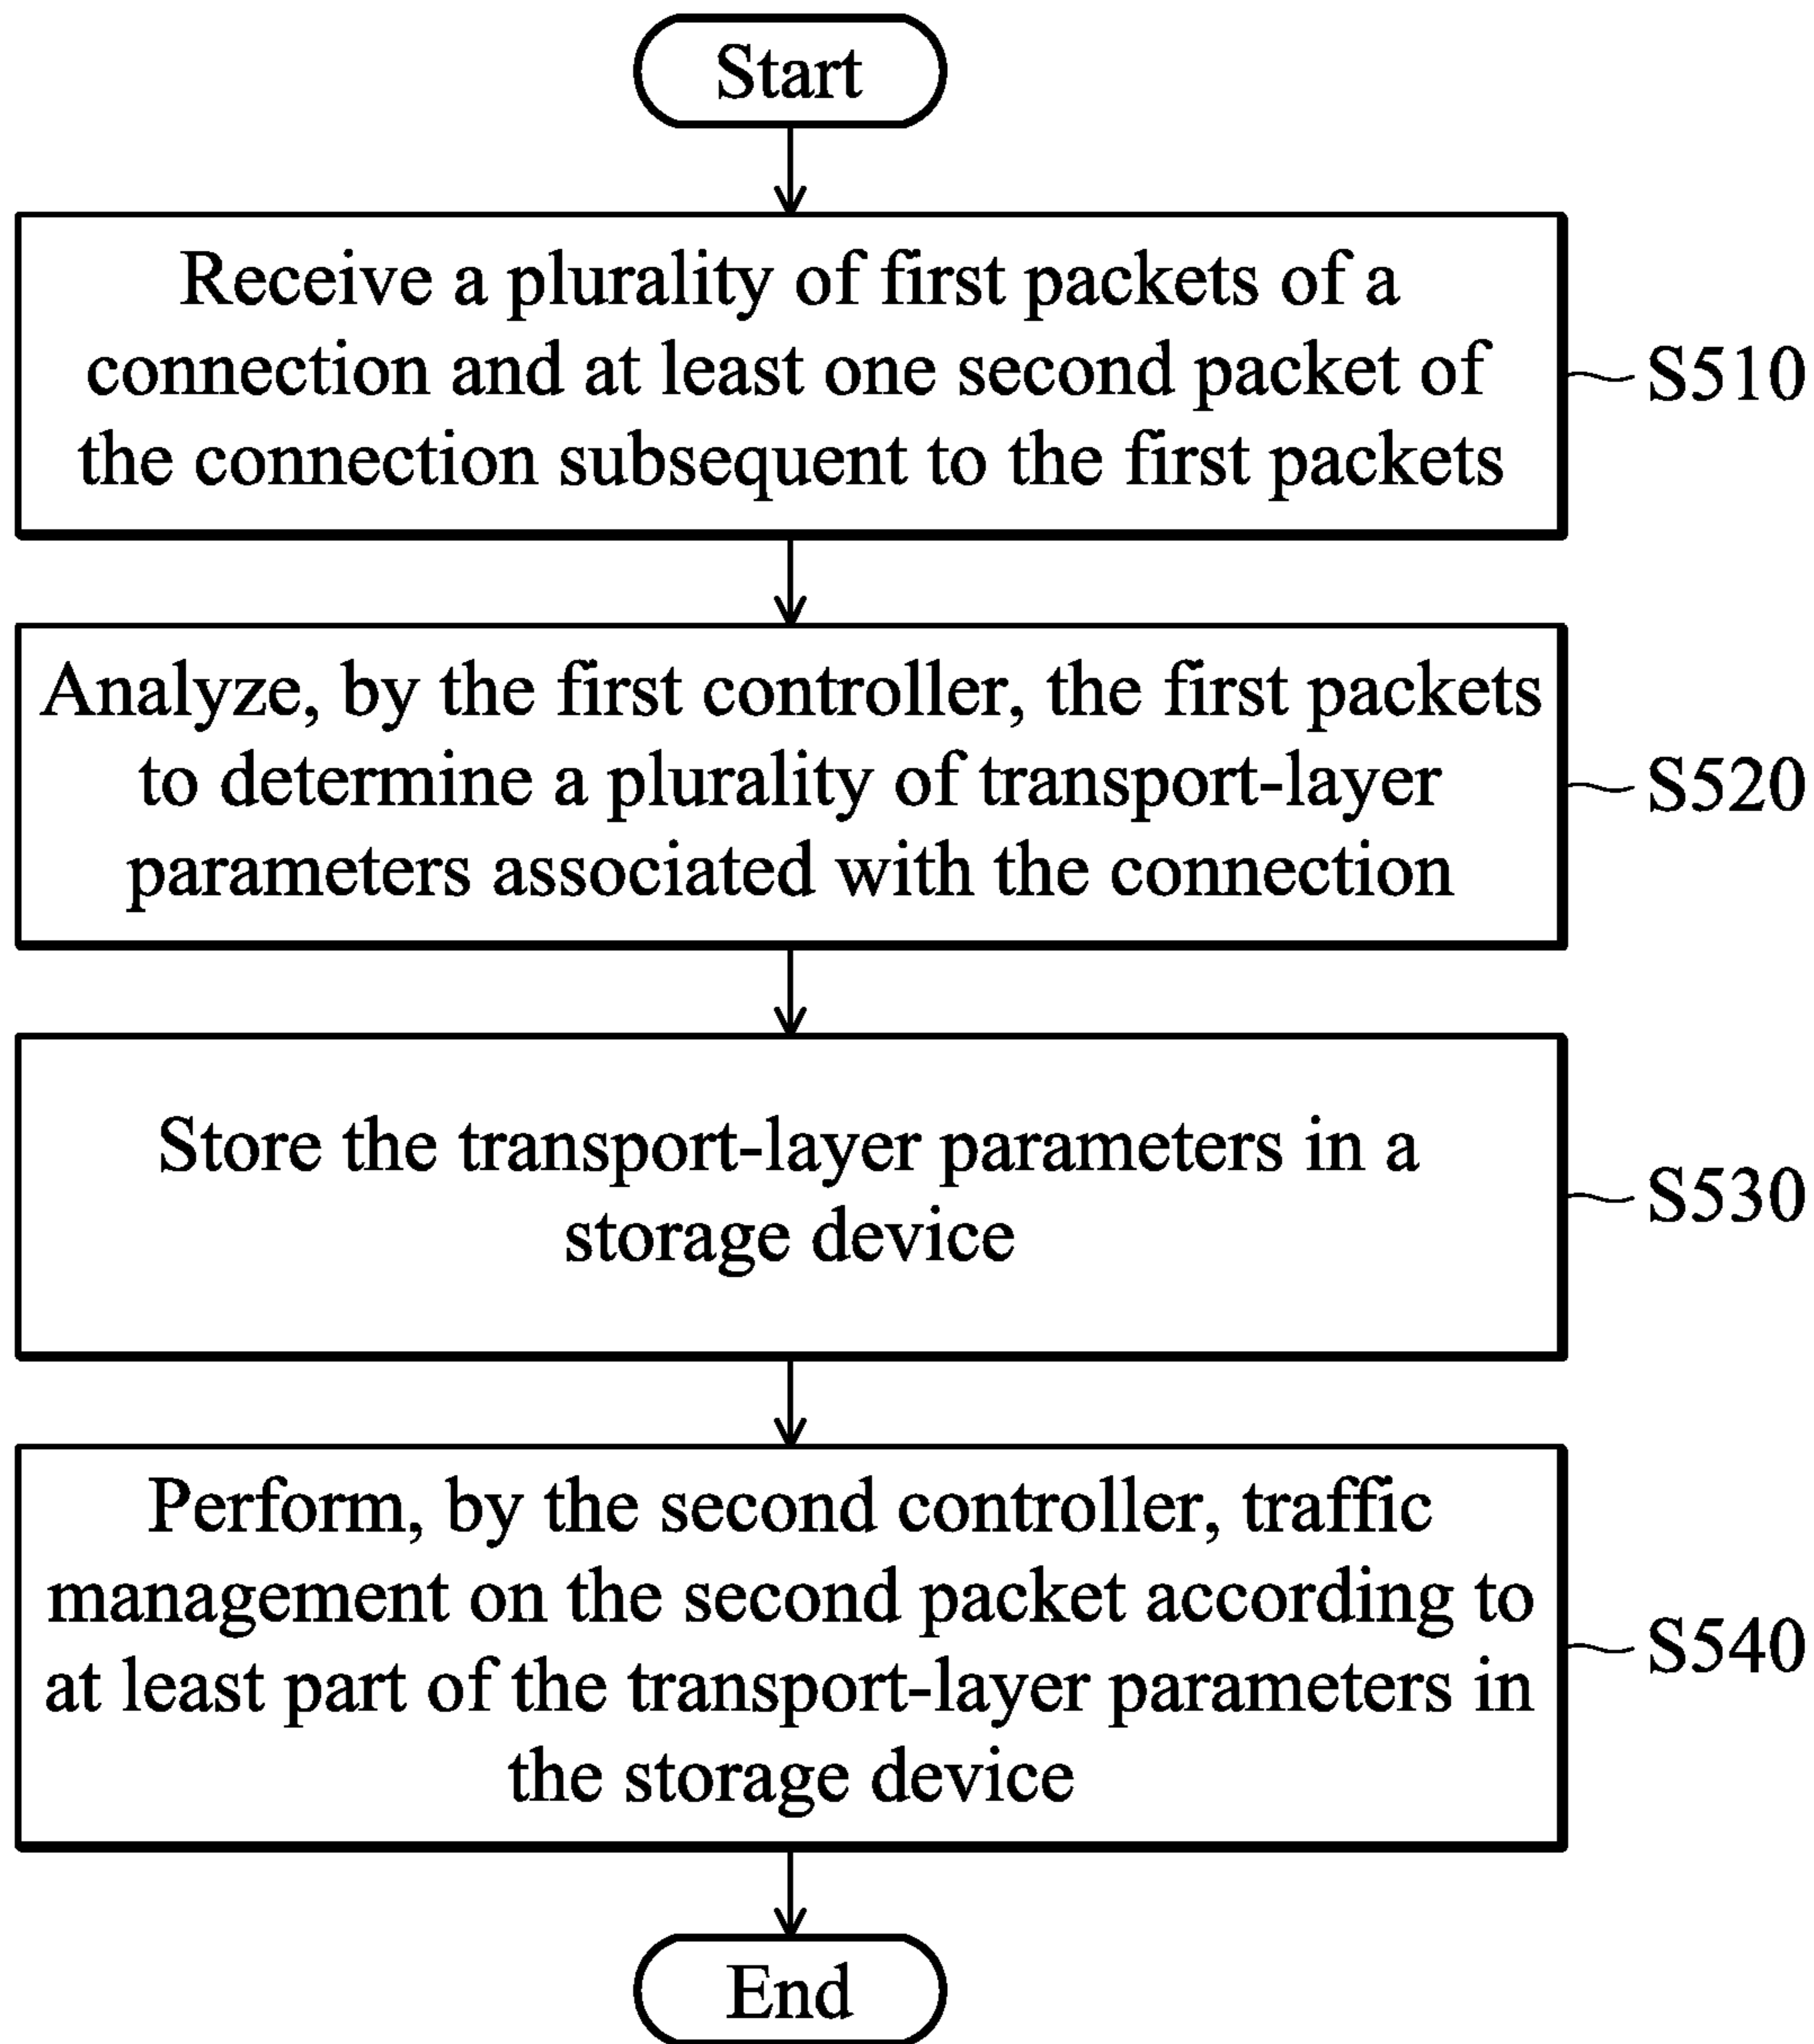 Start
Receive a plurality of first packets of a
connection and at least one second packet of
the connection subsequent to the first packets
S510
Analyze, by the first controller, the first packets
to determine a plurality of transport-layer
parameters associated with the connection
S520
Store the transport-layer parameters in a
storage device
S530
Perform, by the second controller, traffic
management on the second packet according to
at least part of the transport-layer parameters in
the storage device
S540
End